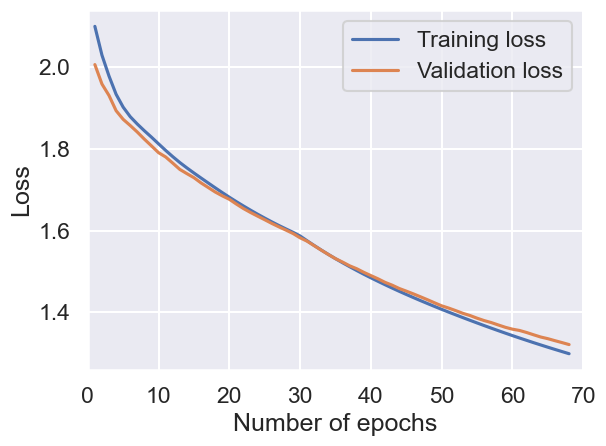 Training loss
Validation loss
2.0
1.8
1.6
1.4
Loss
0 10 20 30 40 50 60 70
Number of epochs